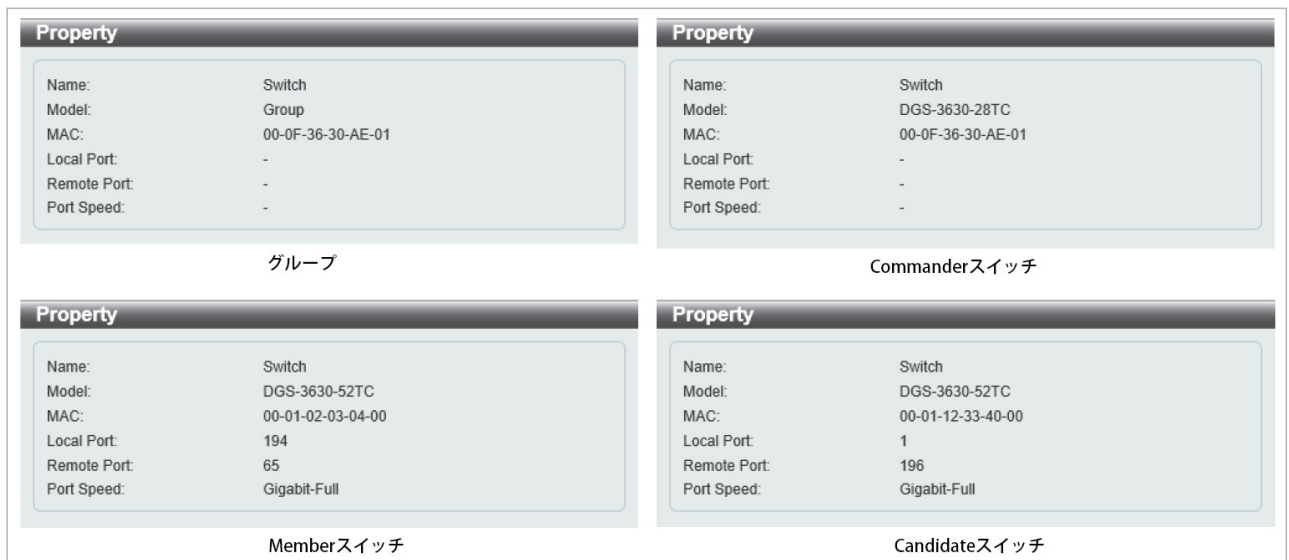 Property
Name: Switch
Model: Group
MAC: 00-0F-36-30-AE-01
Local Port: -
Remote Port: -
Port Speed: -
グループ
Property
Name: Switch
Model: DGS-3630-28TC
MAC: 00-0F-36-30-AE-01
Local Port: -
Remote Port: -
Port Speed: -
Commanderスイッチ
Property
Name: Switch
Model: DGS-3630-52TC
MAC: 00-01-02-03-04-00
Local Port: 194
Remote Port: 65
Port Speed: Gigabit-Full
Memberスイッチ
Property
Name: Switch
Model: DGS-3630-52TC
MAC: 00-01-12-33-40-00
Local Port: 1
Remote Port: 196
Port Speed: Gigabit-Full
Candidateスイッチ